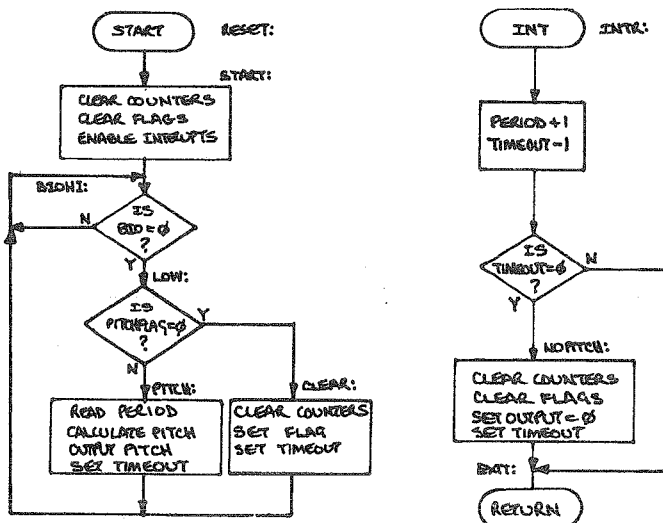 START
RESET:
START:
CLEAR COUNTERS
CLEAR FLAGS
ENABLE INTERUPTS
BIOHI:
IS
BIO=Ø
?
N
Y
LOW:
IS
PITCHFLAG=Ø
?
Y
N
PITCH:
READ PERIOD
CALCULATE PITCH
OUTPUT PITCH
SET TIMEOUT
CLEAR:
CLEAR COUNTERS
SET FLAG
SET TIMEOUT
INT
INTR:
PERIOD+1
TIMEOUT-1
IS
TIMEOUT=Ø
?
N
Y
NOPITCH:
CLEAR COUNTERS
CLEAR FLAGS
SET OUTPUT=Ø
SET TIMEOUT
EXIT:
RETURN